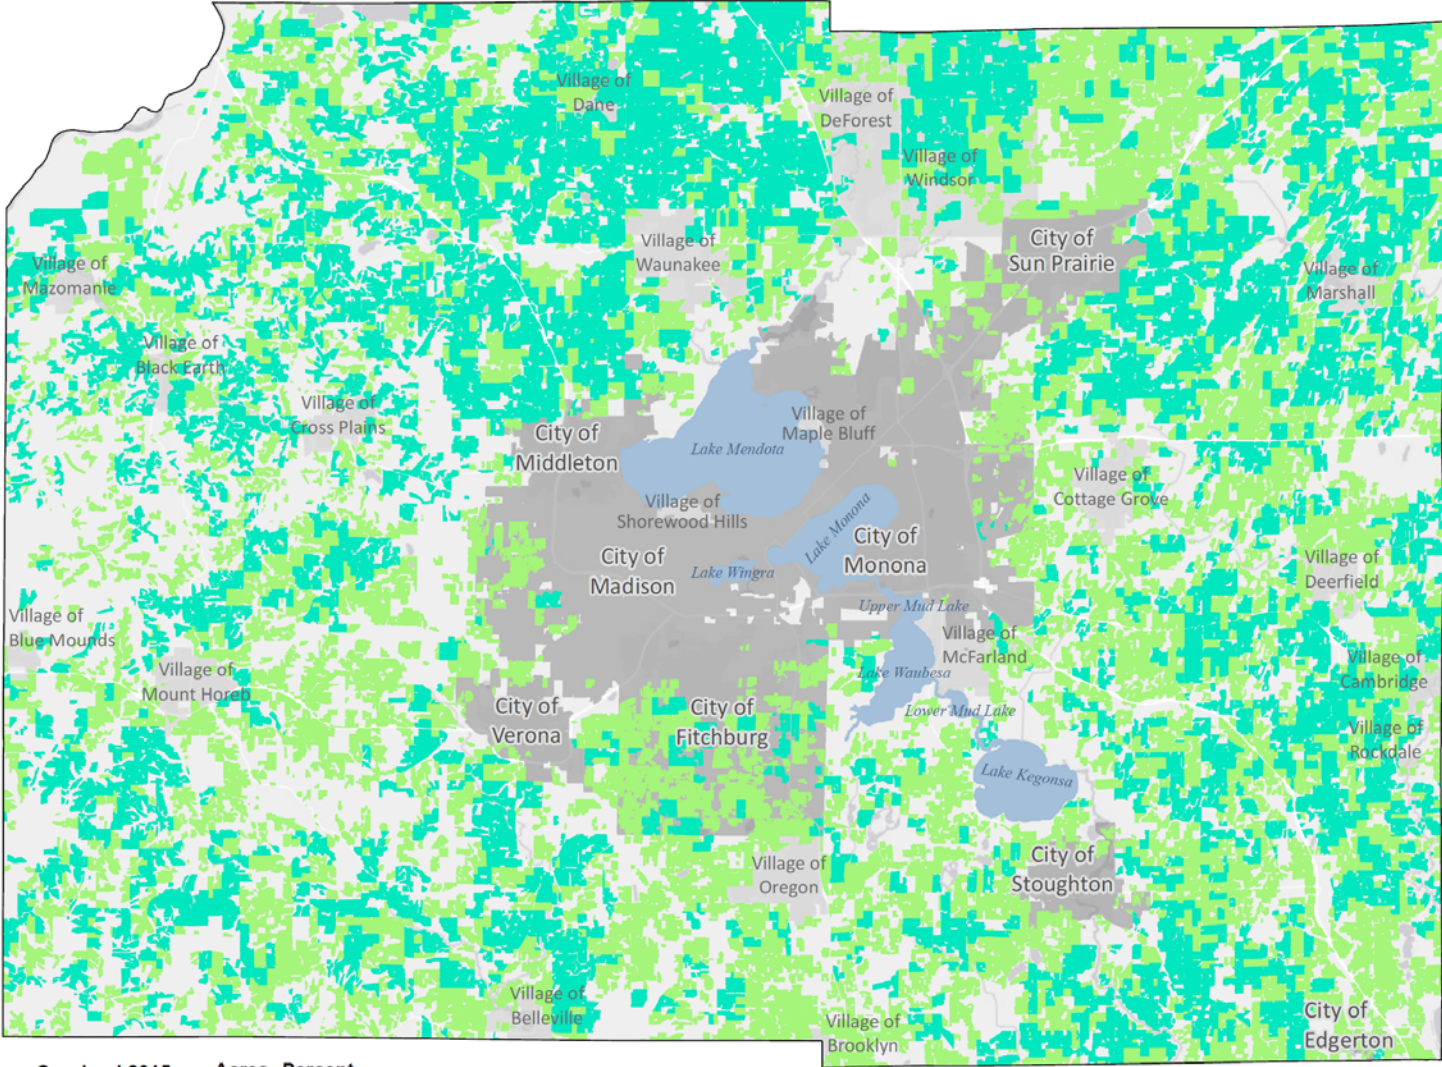 Village of
Dane
Village of
DeForest
Village of
Windsor
Village of
Waunakee
City of
Sun Prairie
Village of
Mazomanie
Village of
Marshall
Village of
Black Earth
Village of
Cross Plains
City of
Middleton
Village of
Maple Bluff
Lake Mendota
Village of
Cottage Grove
Village of
Shorewood Hills
Lake Monona
City of
Monona
City of
Madison
Lake Wingra
Village of
Deerfield
Upper Mud Lake
Village of
Blue Mounds
Village of
McFarland
Village of
Mount Horeb
Lake Waubesa
Village of
Cambridge
City of
Verona
City of
Fitchburg
Lower Mud Lake
Village of
Rockdale
Lake Kegonsa
Village of
Oregon
City of
Stoughton
Village of
Belleville
Village of
Brooklyn
City of
Edgerton
2015 Acres Percent